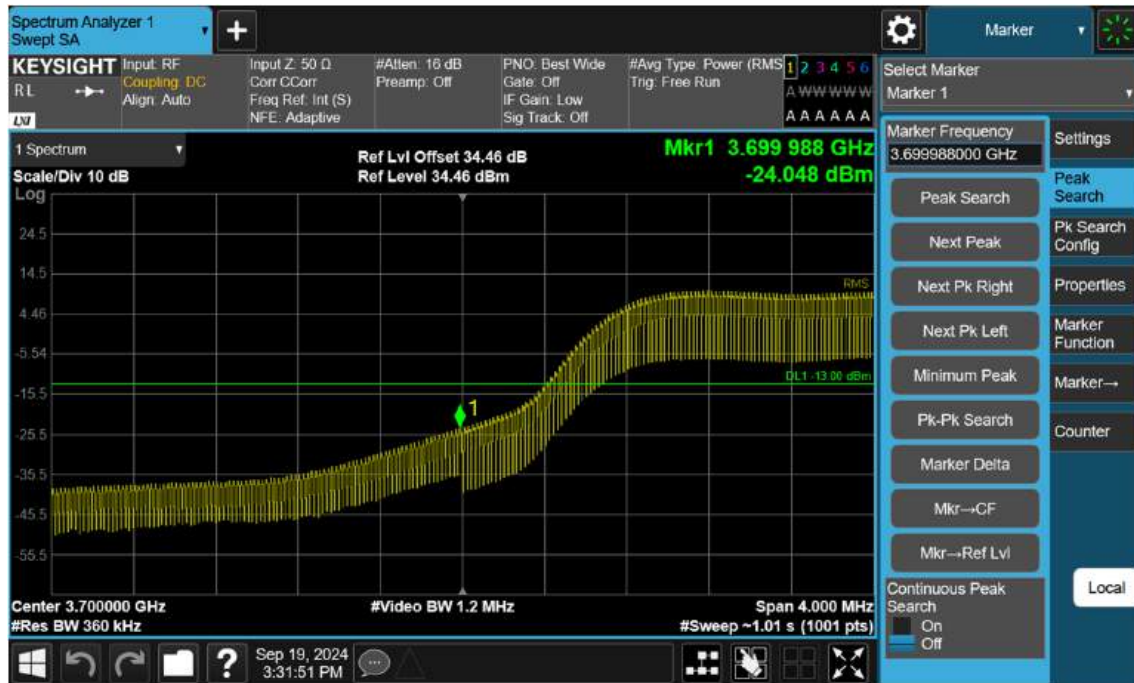 Spectrum Analyzer 1
Swept SA
Marker
KEYSIGHT
RL
LXI
Input: RF
Coupling: DC
Align: Auto
Input Z: 50 Ω
Corr CCorr
Freq Ref: Int (S)
NFE: Adaptive
#Atten: 16 dB
Preamp: Off
PNO: Best Wide
Gate: Off
IF Gain: Low
Sig Track: Off
#Avg Type: Power (RMS
Trig: Free Run
1 2 3 4 5 6
A W W W W W
A A A A A A
Select Marker
Marker 1
1 Spectrum
Scale/Div 10 dB
Log
Ref Lvl Offset 34.46 dB
Ref Level 34.46 dBm
Mkr1 3.699 988 GHz
-24.048 dBm
24.5
14.5
4.46
-5.54
-15.5
-25.5
-35.5
-45.5
-55.5
RMS
DL1 -13.00 dBm
1
Center 3.700000 GHz
#Res BW 360 kHz
#Video BW 1.2 MHz
Span 4.000 MHz
#Sweep ~1.01 s (1001 pts)
Marker Frequency
3.699988000 GHz
Peak Search
Next Peak
Next Pk Right
Next Pk Left
Minimum Peak
Pk-Pk Search
Marker Delta
Mkr→CF
Mkr→Ref Lvl
Continuous Peak
Search
On
Off
Settings
Peak
Search
Pk Search
Config
Properties
Marker
Function
Marker→
Counter
Local
?
Sep 19, 2024
3:31:51 PM